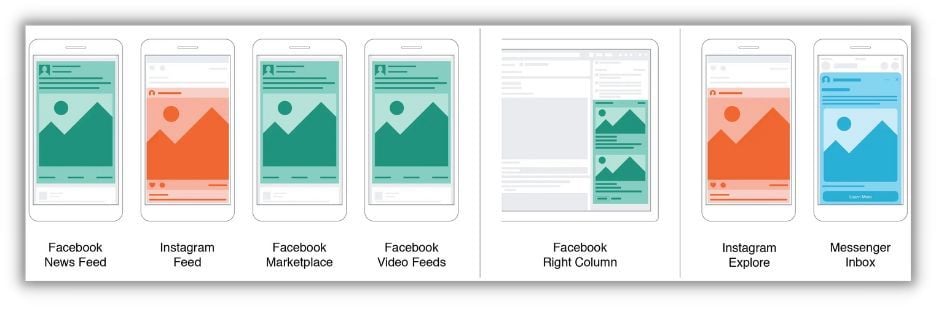 Learn More
Facebook
News Feed
Instagram
Feed
Facebook
Marketplace
Facebook
Video Feeds
Facebook
Right Column
Instagram
Explore
Messenger
Inbox